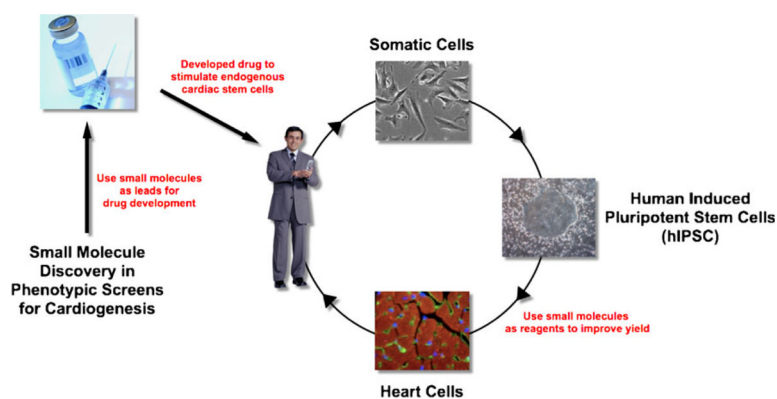 Developed drug to
stimulate endogenous
cardiac stem cells
Somatic Cells
Use small molecules
as leads for
drug development
Human Induced
Pluripotent Stem Cells
(hIPSC)
Small Molecule
Discovery in
Phenotypic Screens
for Cardiogenesis
Use small molecules
as reagents to improve yield
Heart Cells